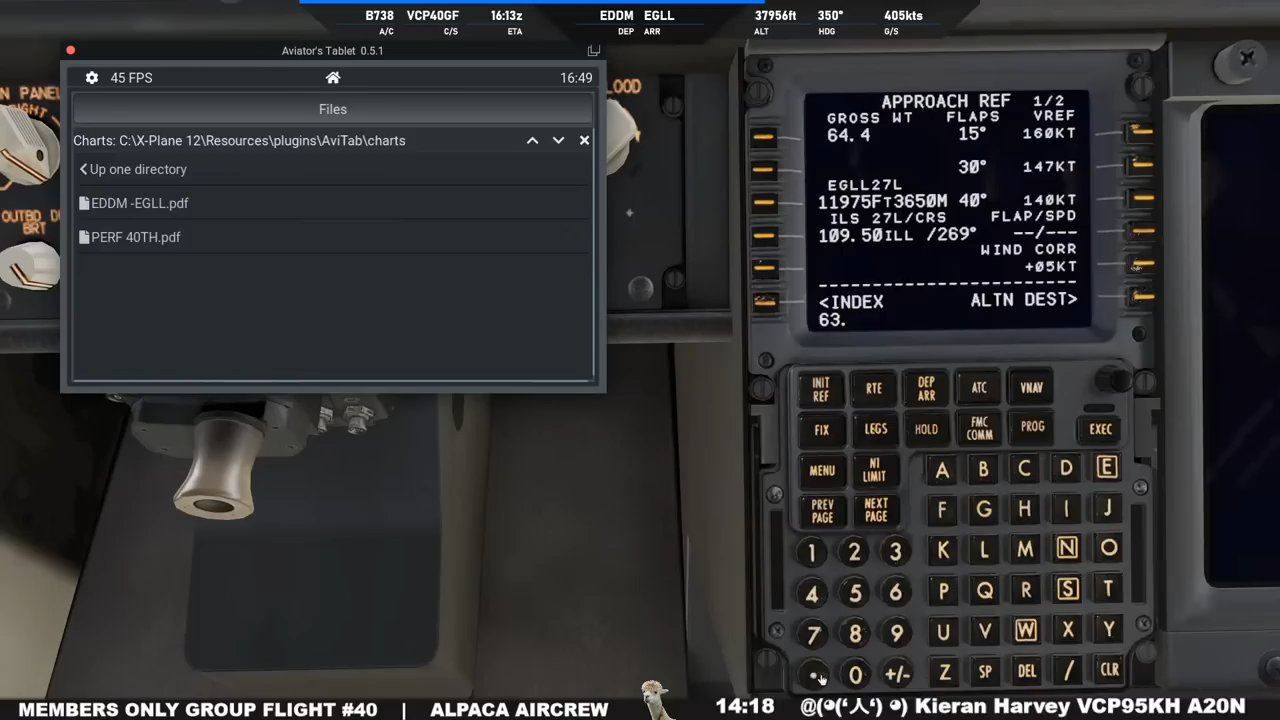 B738 VCP40GF 16:13z EDDM EGLL 37956ft 350° 405kts
A/C C/S ETA DEP ARR ALT HDG G/S
Aviator's Tablet 0.5.1
45 FPS 16:49
Files
Charts: C:\X-Plane 12\Resources\plugins\AviTab\charts
Up one directory
EDDM -EGLL.pdf
PERF 40TH.pdf
N PANEL
RIGHT
OUTBD D
BRT
LOOD
APPROACH REF 1/2
GROSS WT FLAPS VREF
64.4 15° 160KT
30° 147KT
EGLL27L
11975FT3650M 40° 140KT
ILS 27L/CRS FLAP/SPD
109.50ILL /269° --/---
WIND CORR
+05KT
--------------------------------
<INDEX ALTN DEST>
63.
INIT REF RTE DEP ARR ATC VNAV
FIX LEGS HOLD FMC COMM PROG EXEC
MENU N1 LIMIT A B C D E
PREV PAGE NEXT PAGE F G H I J
1 2 3 K L M N O
4 5 6 P Q R S T
7 8 9 U V W X Y
. 0 +/- Z SP DEL / CLR
MEMBERS ONLY GROUP FLIGHT #40 | ALPACA AIRCREW 14:18 @(◕('人') ◕) Kieran Harvey VCP95KH A20N